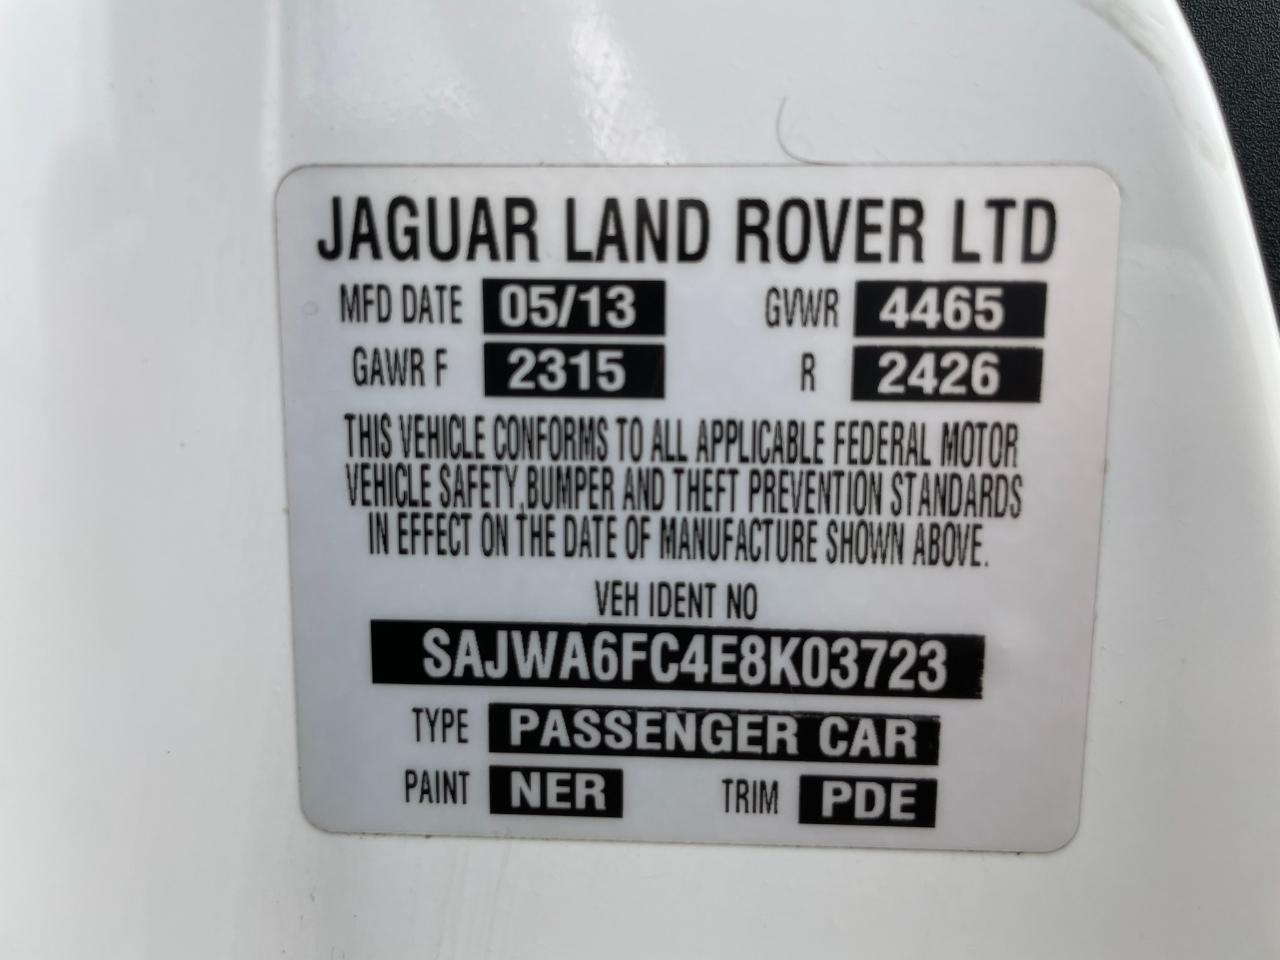 JAGUAR LAND ROVER LTD
MFD DATE 05/13 GVWR 4465
GAWR F 2315 R 2426
THIS VEHICLE CONFORMS TO ALL APPLICABLE FEDERAL MOTOR
VEHICLE SAFETY,BUMPER AND THEFT PREVENTION STANDARDS
IN EFFECT ON THE DATE OF MANUFACTURE SHOWN ABOVE.
VEH IDENT NO
SAJWA6FC4E8K03723
TYPE PASSENGER CAR
PAINT NER TRIM PDE